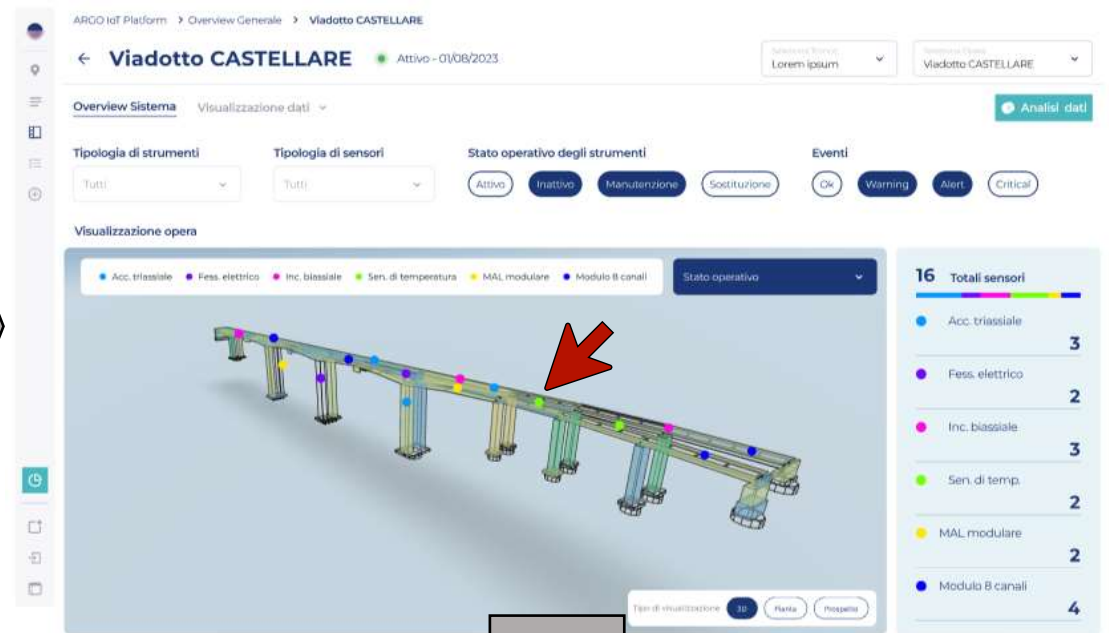 ARGO IoT Platform > Overview Generale > Viadotto CASTELLARE
← Viadotto CASTELLARE Attivo - 01/08/2023
Lorem ipsum
Viadotto CASTELLARE
Overview Sistema Visualizzazione dati
Analisi dati
Tipologia di strumenti Tipologia di sensori Stato operativo degli strumenti Eventi
Tutti Tutti Attivo Inattivo Manutenzione Sostituzione Ok Warning Alert Critical
Visualizzazione opera
Acc. triassiale Fess. elettrico Inc. biassiale Sen. di temperatura MAL modulare Modulo 8 canali
Stato operativo
16 Totali sensori
Acc. triassiale
3
Fess. elettrico
2
Inc. biassiale
3
Sen. di temp.
2
MAL modulare
2
Modulo 8 canali
4
Tipo di visualizzazione 3D Pianta Prospetto